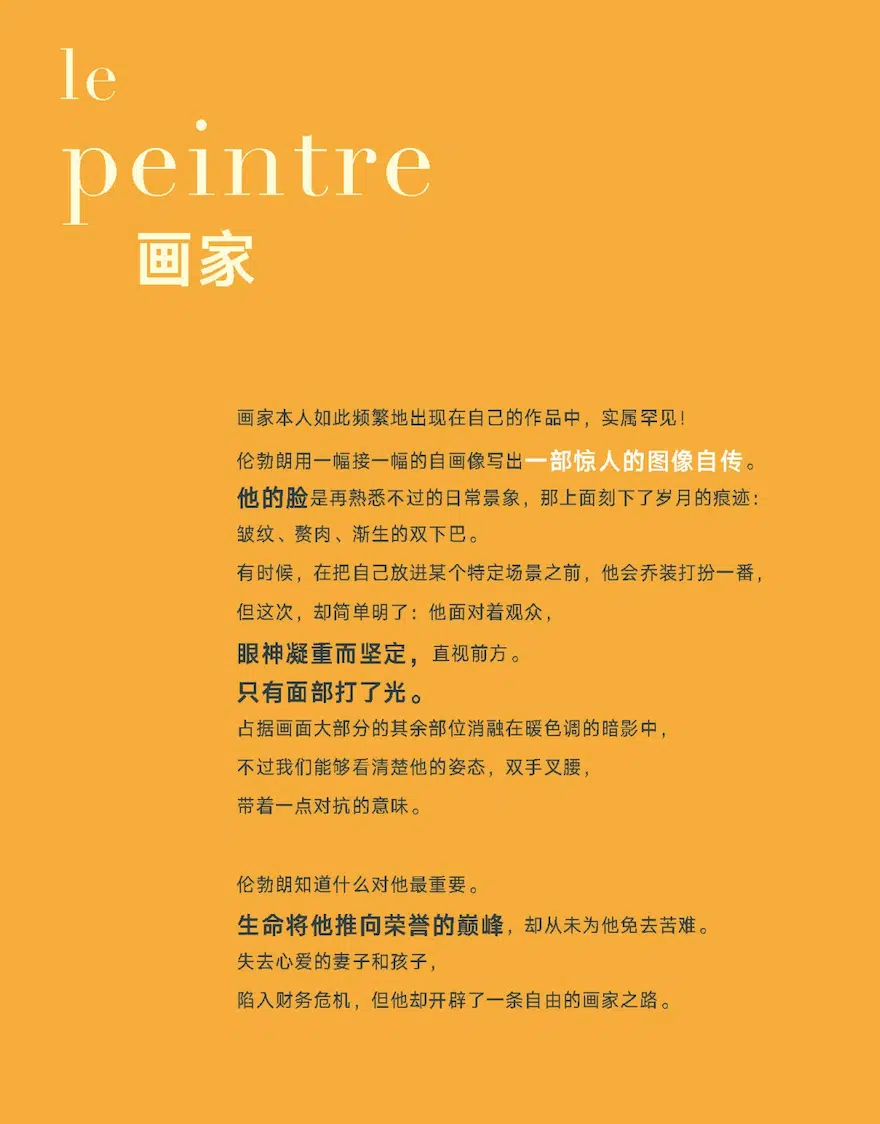 le
peintre
画家
画家本人如此频繁地出现在自己的作品中，实属罕见！
伦勃朗用一幅接一幅的自画像写出一部惊人的图像自传。
他的脸是再熟悉不过的日常景象，那上面刻下了岁月的痕迹：
皱纹、赘肉、渐生的双下巴。
有时候，在把自己放进某个特定场景之前，他会乔装打扮一番，
但这次，却简单明了：他面对着观众，
眼神凝重而坚定，直视前方。
只有面部打了光。
占据画面大部分的其余部位消融在暖色调的暗影中，
不过我们能够看清楚他的姿态，双手叉腰，
带着一点对抗的意味。
伦勃朗知道什么对他最重要。
生命将他推向荣誉的巅峰，却从未为他免去苦难。
失去心爱的妻子和孩子，
陷入财务危机，但他却开辟了一条自由的画家之路。